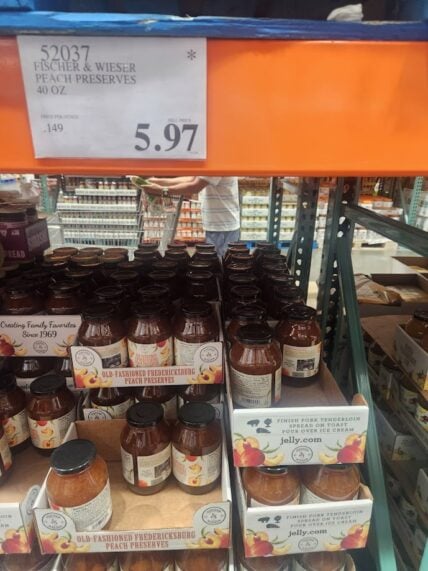 52037 *
FISCHER & WIESER
PEACH PRESERVES
40 OZ
.149
5.97
Creating Family Favorites
Since 1969
OLD-FASHIONED FREDERICKSBURG
PEACH PRESERVES
FINISH PORK TENDERLOIN
SPREAD ON TOAST
POUR OVER ICE CREAM
jelly.com
FINISH PORK TENDERLOIN
SPREAD ON TOAST
POUR OVER ICE CREAM
jelly.com
OLD-FASHIONED FREDERICKSBURG
PEACH PRESERVES